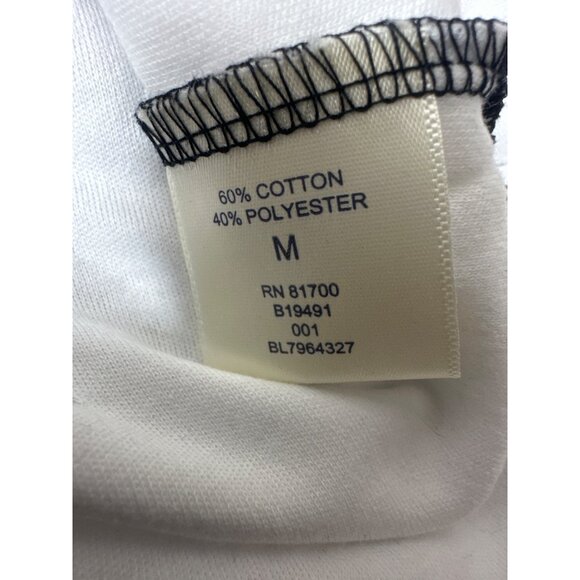 60% COTTON
40% POLYESTER
M
RN 81700
B19491
001
BL7964327